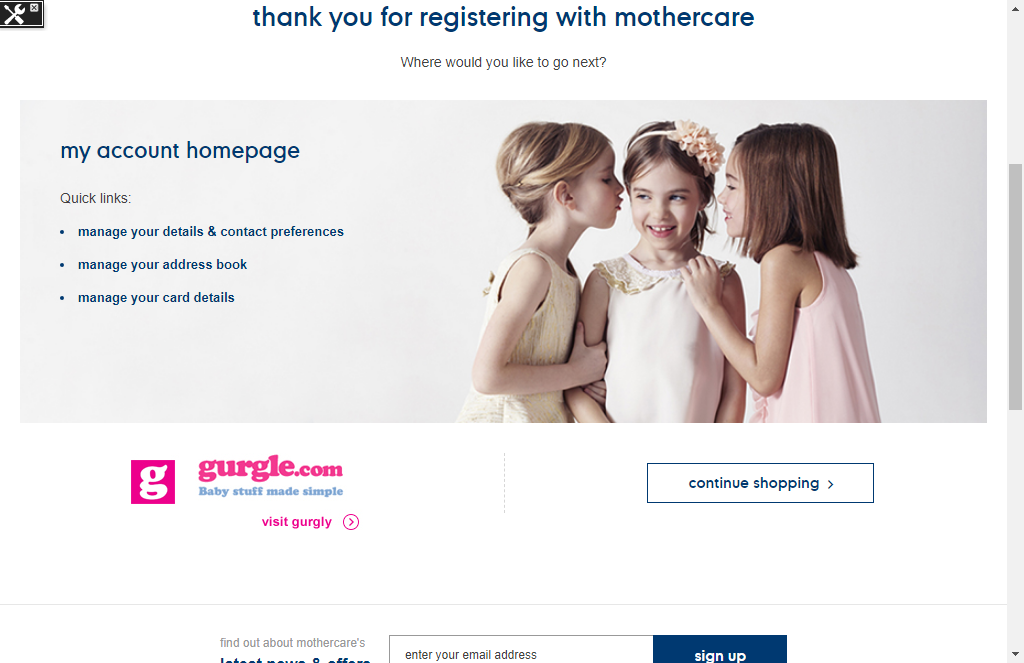 thank you for registering with mothercare
Where would you like to go next?
my account homepage
Quick links:
manage your details & contact preferences
manage your address book
manage your card details
g gurgle.com
Baby stuff made simple
visit gurgly
continue shopping
find out about mothercare's
latest news & offers
enter your email address
sign up